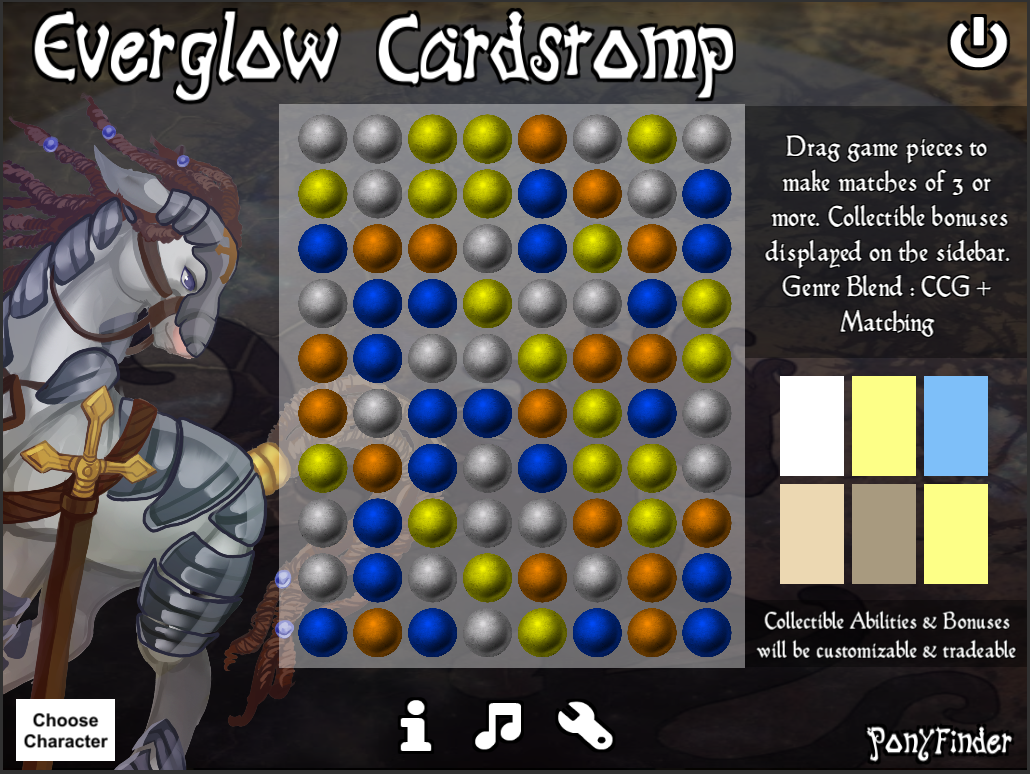 Everglow Cardstomp
Drag game pieces to
make matches of 3 or
more. Collectible bonuses
displayed on the sidebar.
Genre Blend : CCG +
Matching
Collectible Abilities & Bonuses
will be customizable & tradeable
Choose
Character
PonyFinder